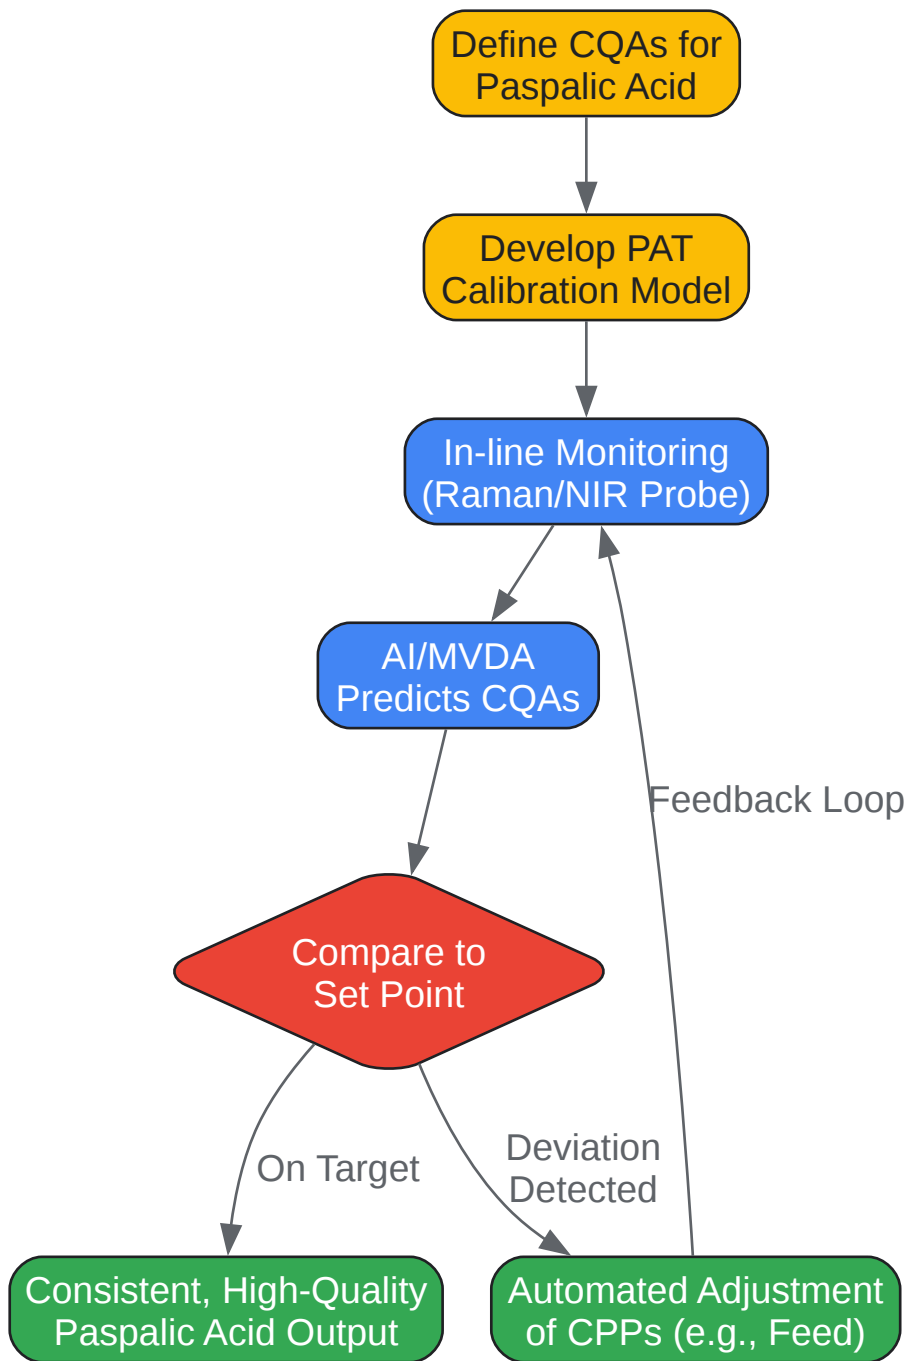 Define CQAs for
Paspalic Acid
Develop PAT
Calibration Model
In-line Monitoring
(Raman/NIR Probe)
AI/MVDA
Predicts CQAs
Feedback Loop
Compare to
Set Point
On Target
Deviation
Detected
Consistent, High-Quality
Paspalic Acid Output
Automated Adjustment
of CPPs (e.g., Feed)